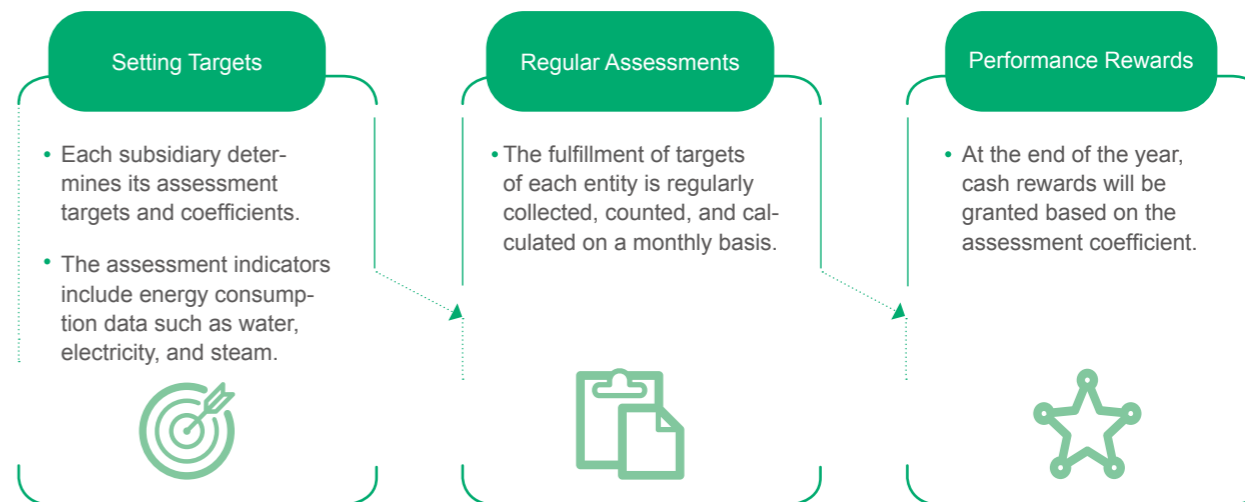 Setting Targets
• Each subsidiary deter-
mines its assessment
targets and coefficients.
• The assessment indicators
include energy consump-
tion data such as water,
electricity, and steam.
Regular Assessments
• The fulfillment of targets
of each entity is regularly
collected, counted, and cal-
culated on a monthly basis.
Performance Rewards
• At the end of the year,
cash rewards will be
granted based on the
assessment coefficient.